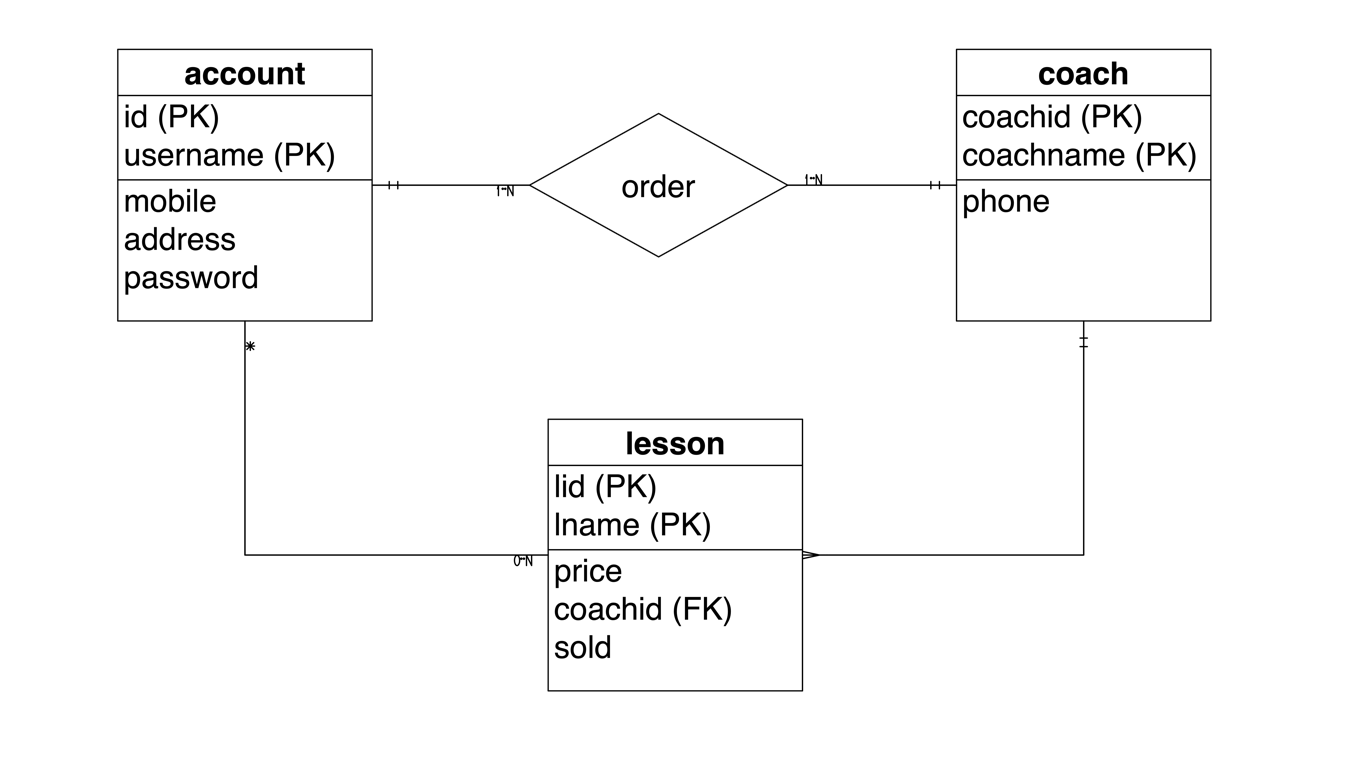 account
id (PK)
username (PK)
mobile
address
password
1-N
order
1-N
coach
coachid (PK)
coachname (PK)
phone
*
0-N
lesson
lid (PK)
lname (PK)
price
coachid (FK)
sold